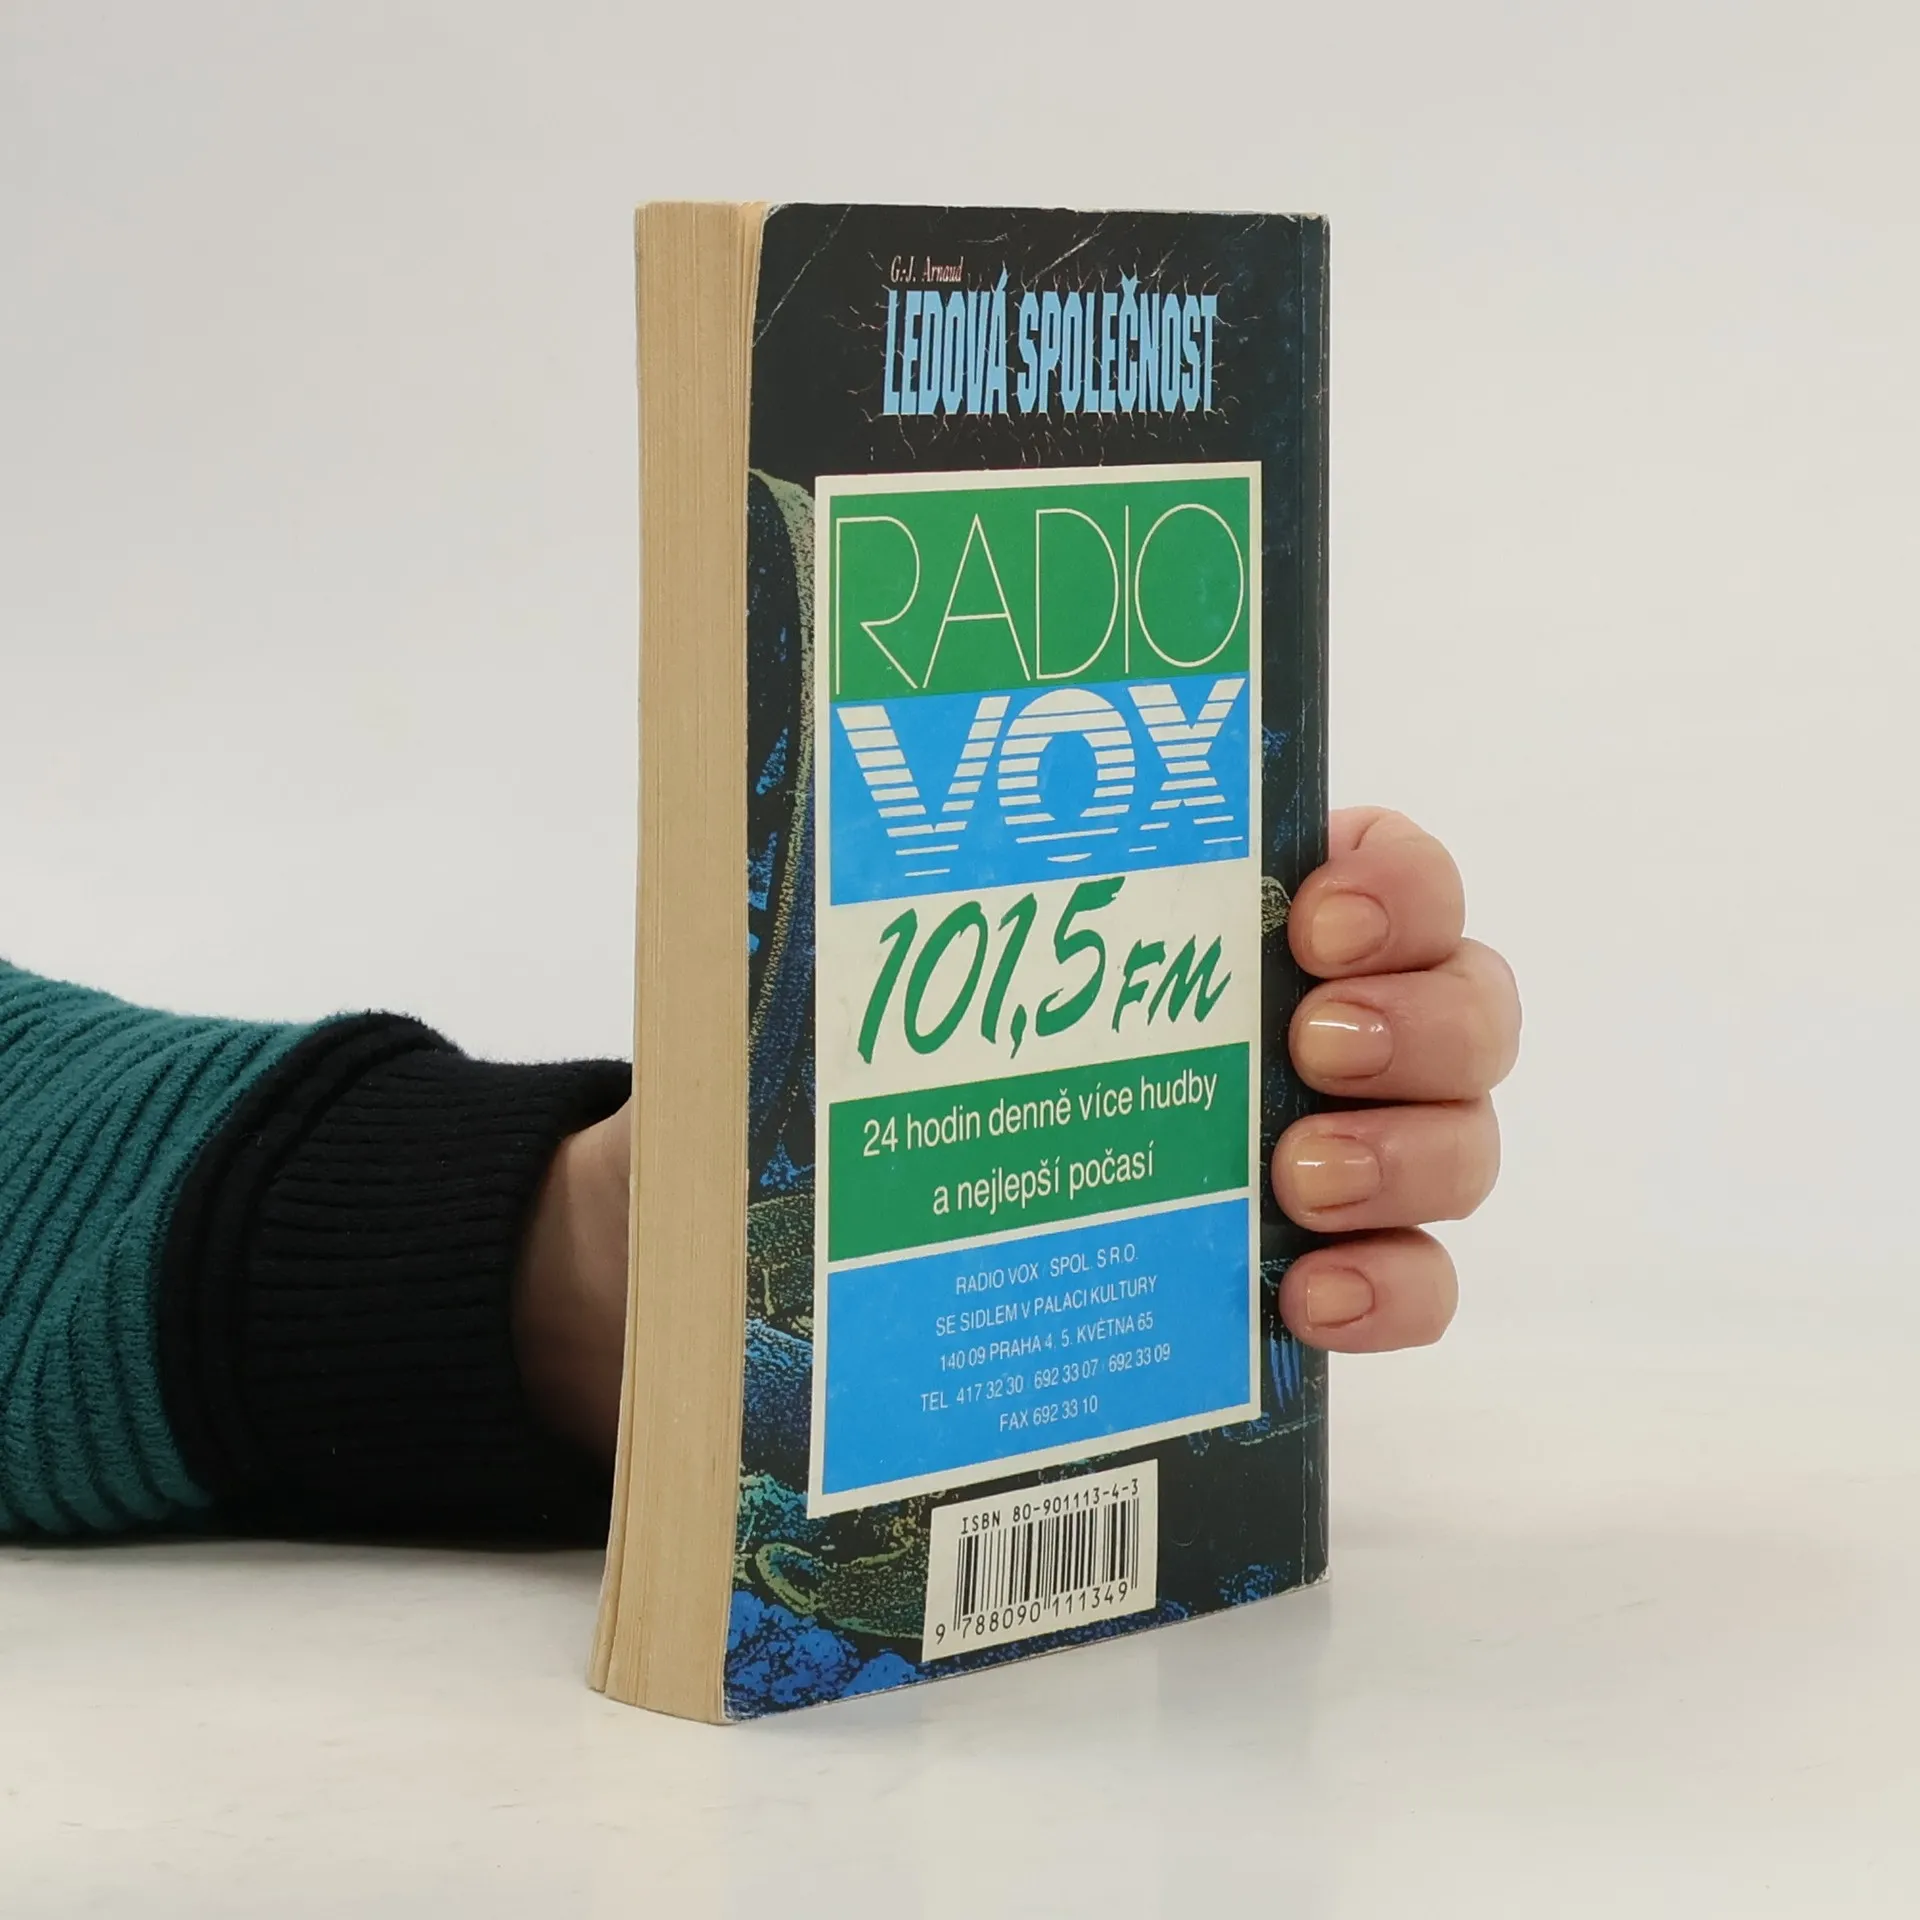 G.-J. Arnaud
LEDOVÁ SPOLEČNOST
RADIO
VOX
101,5 FM
24 hodin denně více hudby
a nejlepší počasí
RADIO VOX SPOL. S R.O.
SE SIDLEM V PALACI KULTURY
140 09 PRAHA 4, 5. KVĚTNA 65
TEL 417 32 30 692 33 07 692 33 09
FAX 692 33 10
ISBN 80-901113-4-3
9 788090 111349